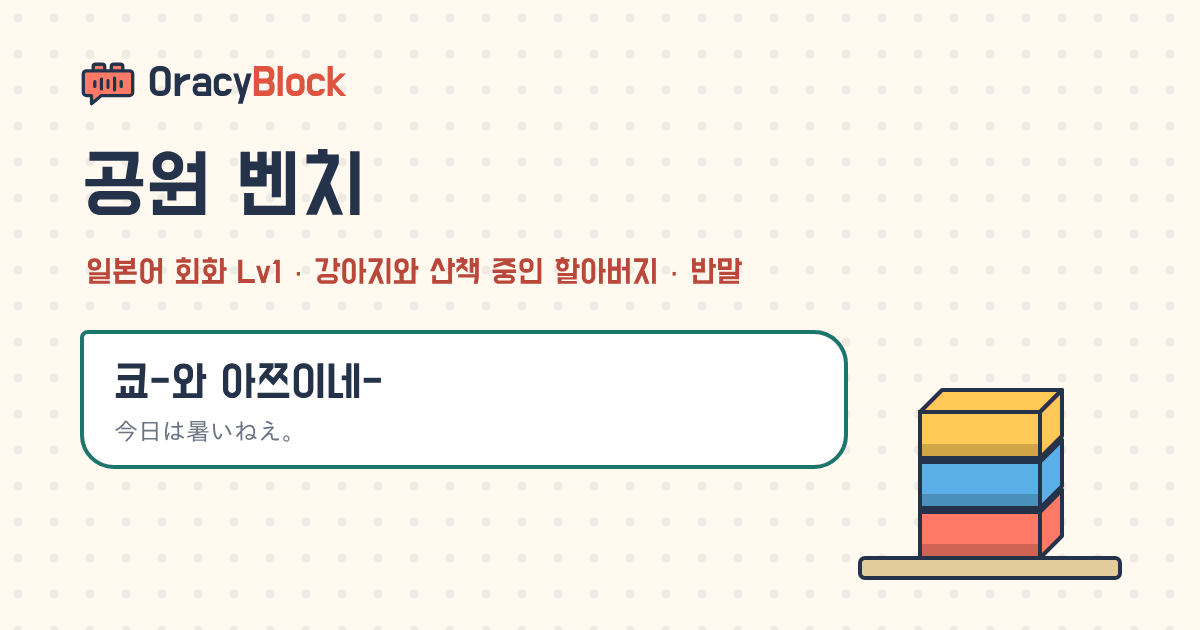 OracyBlock
공원 벤치
일본어 회화 Lv1 · 강아지와 산책 중인 할아버지 · 반말
쿄-와 아쯔이네-
今日は暑いねえ。